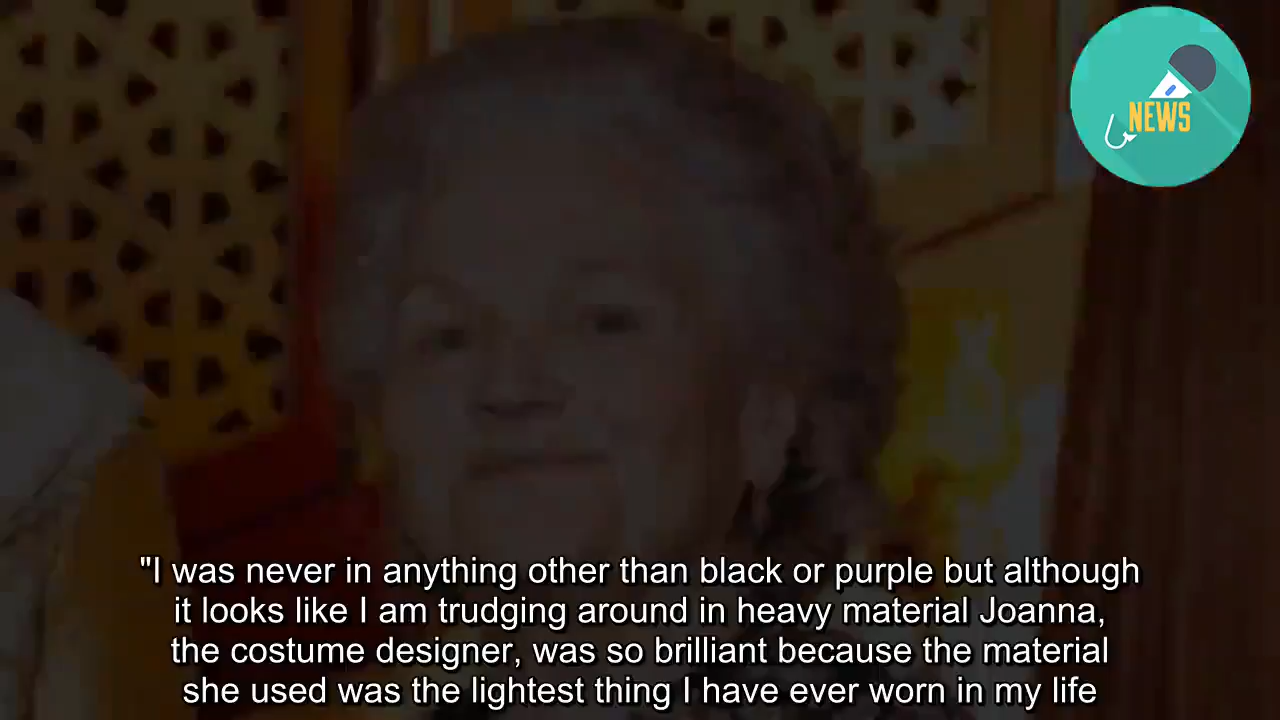 NEWS
"I was never in anything other than black or purple but although
it looks like I am trudging around in heavy material Joanna,
the costume designer, was so brilliant because the material
she used was the lightest thing I have ever worn in my life